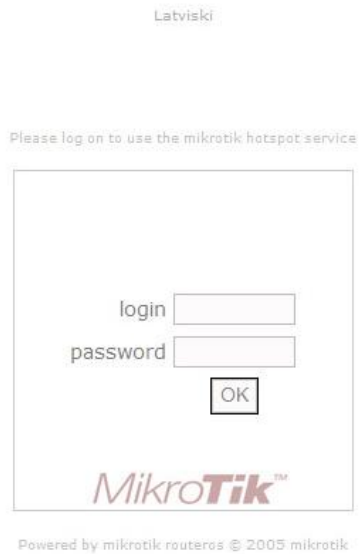 Latviski
Please log on to use the mikrotik hotspot service
login
password
OK
MikroTik™
Powered by mikrotik routeros © 2005 mikrotik